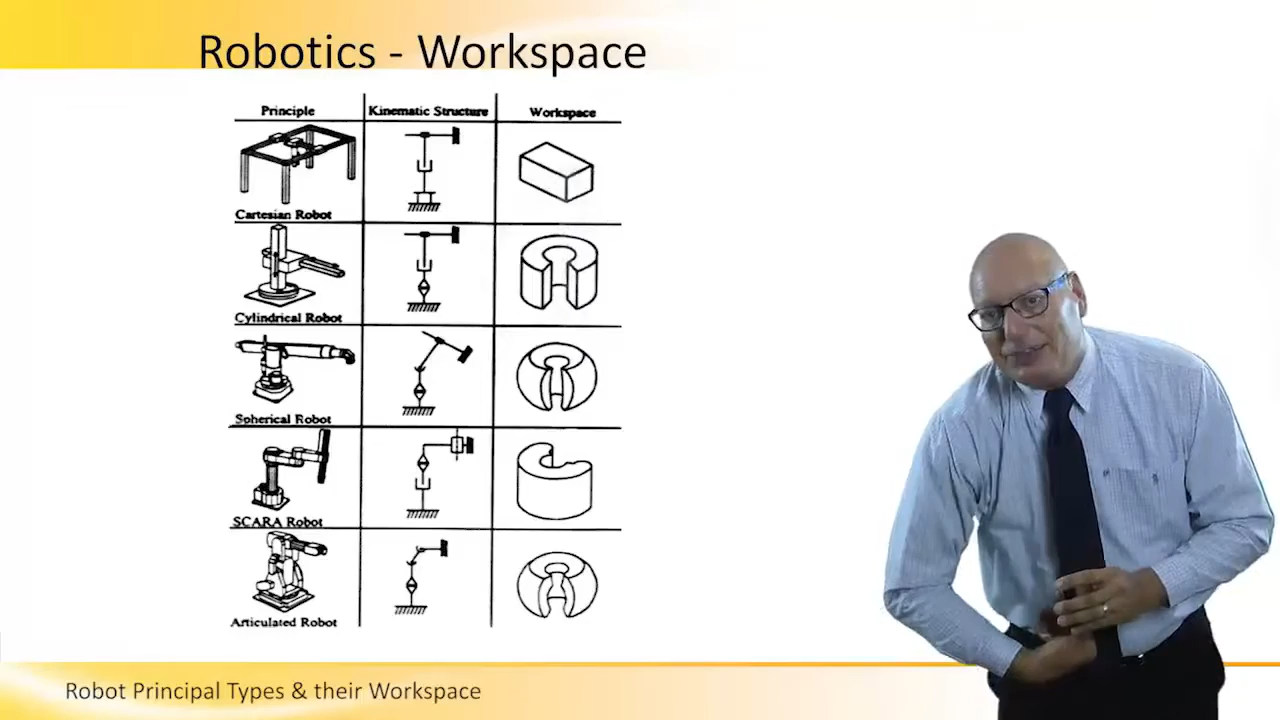 Robotics - Workspace
Principle Kinematic Structure Workspace
Cartesian Robot
Cylindrical Robot
Spherical Robot
SCARA Robot
Articulated Robot
Robot Principal Types & their Workspace